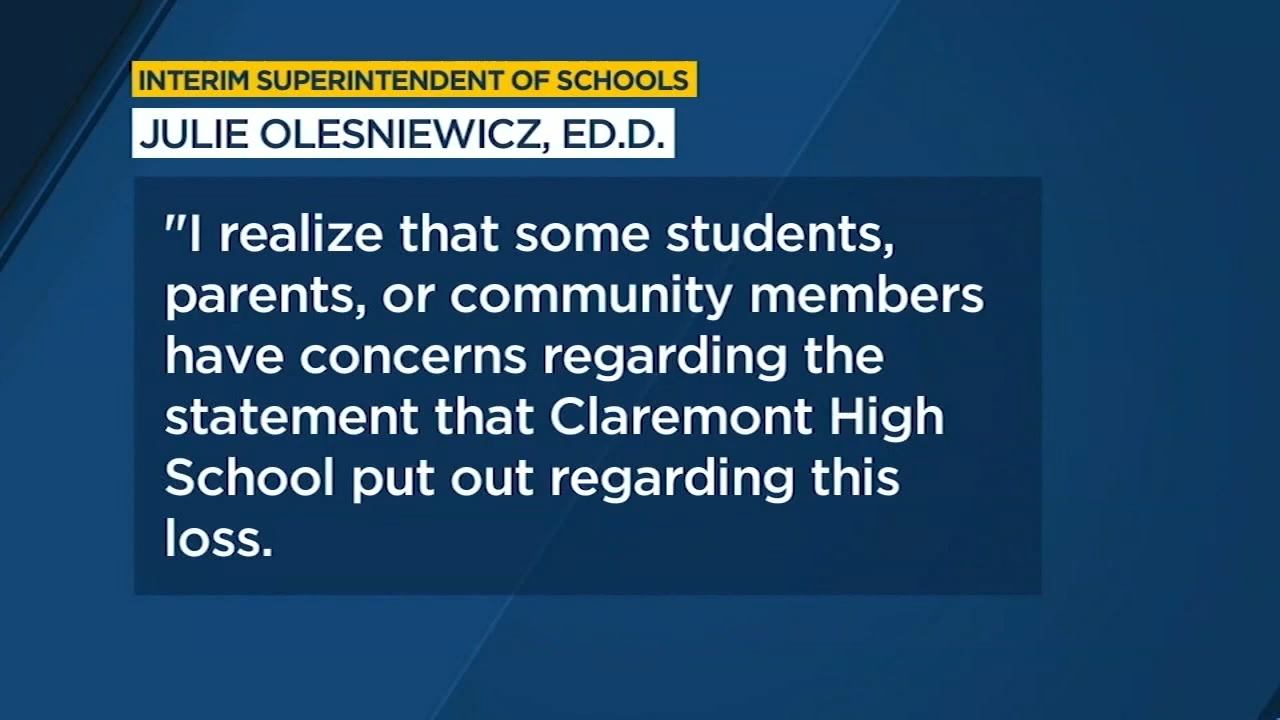 INTERIM SUPERINTENDENT OF SCHOOLS
JULIE OLESNIEWICZ, ED.D.
"I realize that some students,
parents, or community members
have concerns regarding the
statement that Claremont High
School put out regarding this
loss.